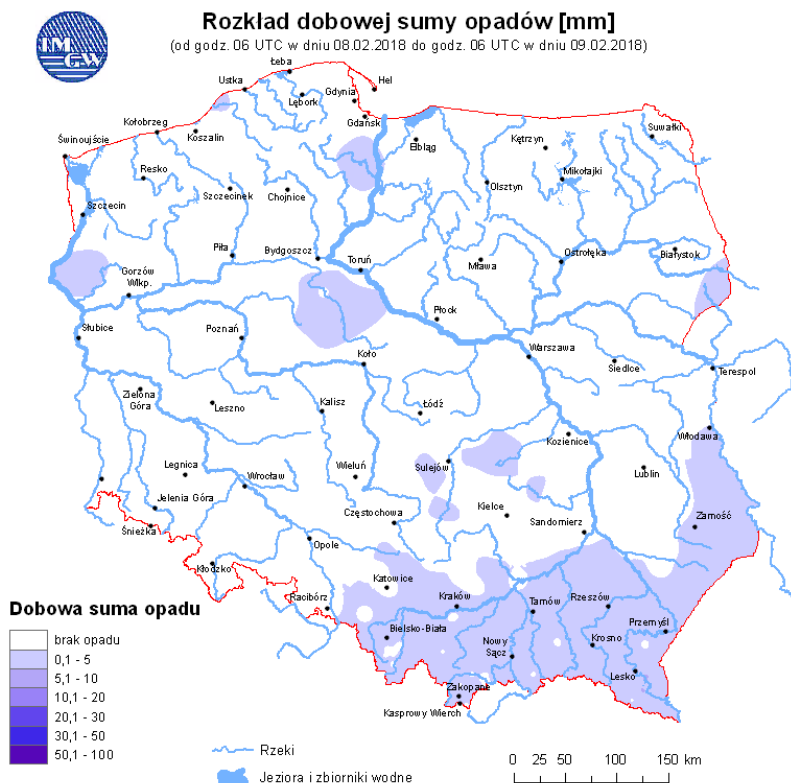 IMGW
Rozkład dobowej sumy opadów [mm]
(od godz. 06 UTC w dniu 08.02.2018 do godz. 06 UTC w dniu 09.02.2018)
Łeba
Ustka
Hel
Gdynia
Lębork
Gdańsk
Kołobrzeg
Koszalin
Suwałki
Elbląg
Kętrzyn
Świnoujście
Resko
Mikołajki
Szczecinek
Chojnice
Olsztyn
Szczecin
Piła
Bydgoszcz
Toruń
Mława
Ostrołęka
Białystok
Gorzów
Wlkp.
Płock
Słubice
Poznań
Warszawa
Koło
Siedlce
Terespol
Zielona
Góra
Leszno
Kalisz
Łódź
Kozienice
Włodawa
Legnica
Wrocław
Wieluń
Sulejów
Lublin
Jelenia Góra
Częstochowa
Kielce
Sandomierz
Zamość
Śnieżka
Opole
Kłodzko
Katowice
Racibórz
Kraków
Tarnów
Rzeszów
Przemyśl
Bielsko-Biała
Nowy
Sącz
Krosno
Lesko
Zakopane
Kasprowy Wierch
Dobowa suma opadu
brak opadu
0,1 - 5
5,1 - 10
10,1 - 20
20,1 - 30
30,1 - 50
50,1 - 100
Rzeki
Jeziora i zbiorniki wodne
0 25 50 100 150 km